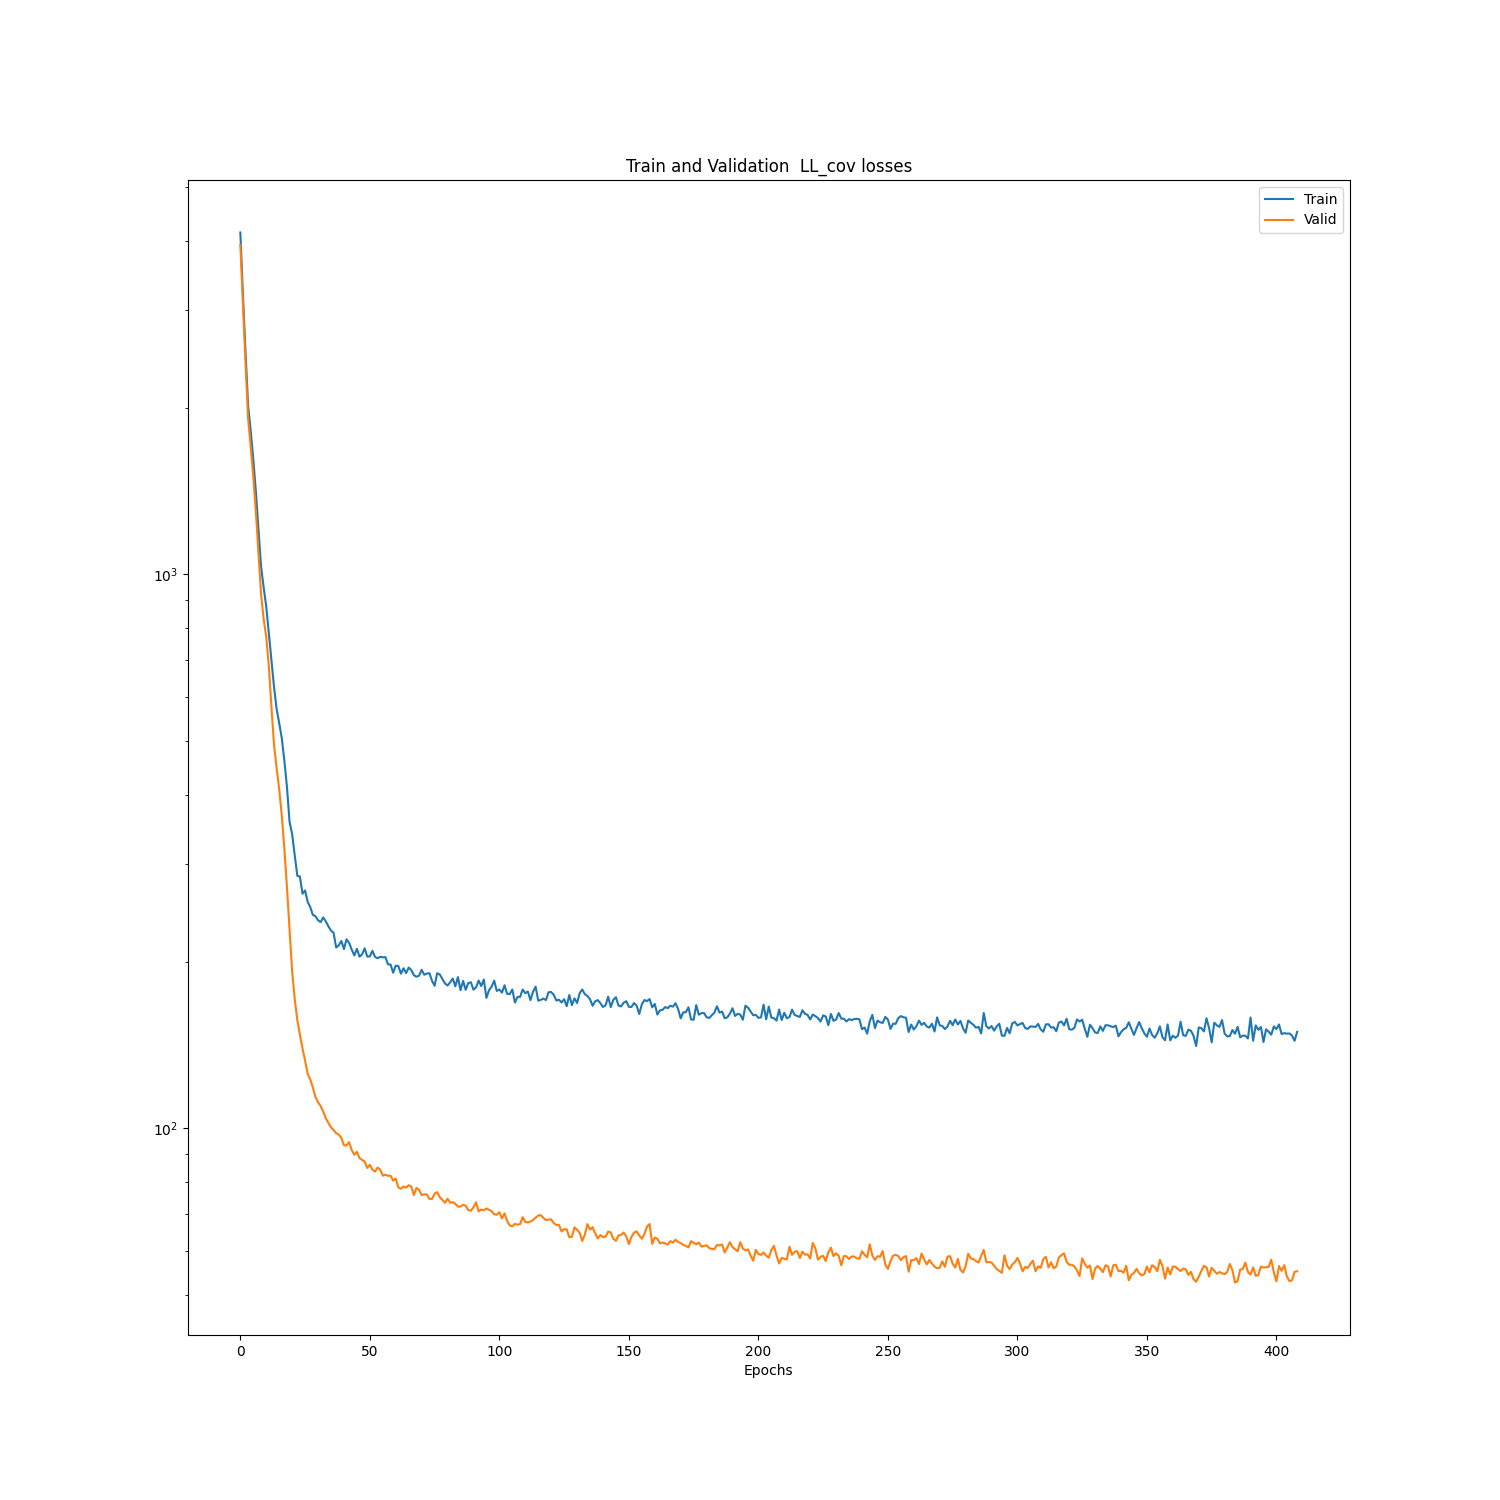 Train and Validation  LL_cov losses
Train
Valid
10³
10²
0 50 100 150 200 250 300 350 400
Epochs